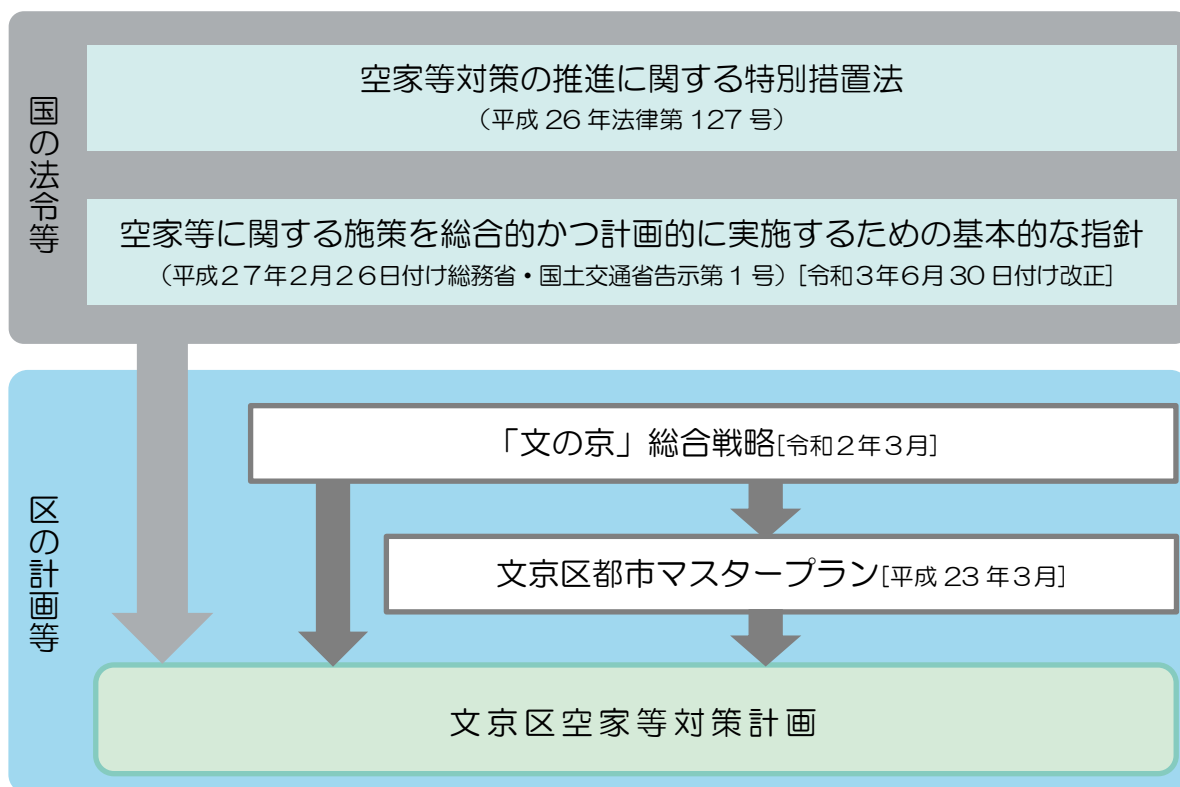 国の法令等
空家等対策の推進に関する特別措置法
（平成 26 年法律第 127 号）
空家等に関する施策を総合的かつ計画的に実施するための基本的な指針
（平成２７年２月２６日付け総務省・国土交通省告示第 1 号）[令和３年６月 30 日付け改正]
区の計画等
「文の京」総合戦略[令和２年３月]
文京区都市マスタープラン[平成 23 年３月]
文京区空家等対策計画